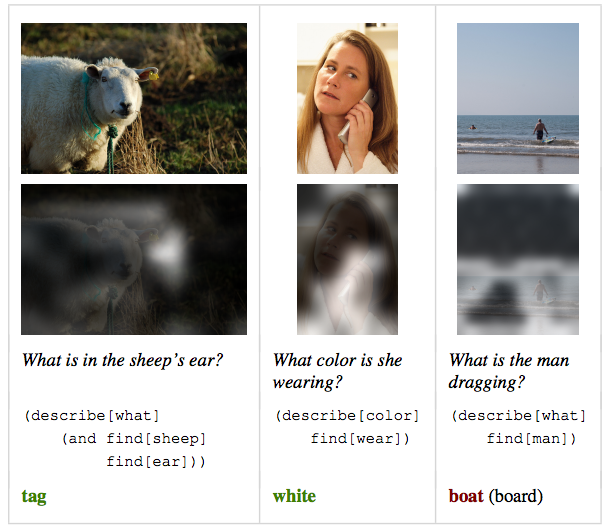 What is in the sheep's ear?
(describe[what]
(and find[sheep]
find[ear]))
tag
What color is she
wearing?
(describe[color]
find[wear])
white
What is the man
dragging?
(describe[what]
find[man])
boat (board)